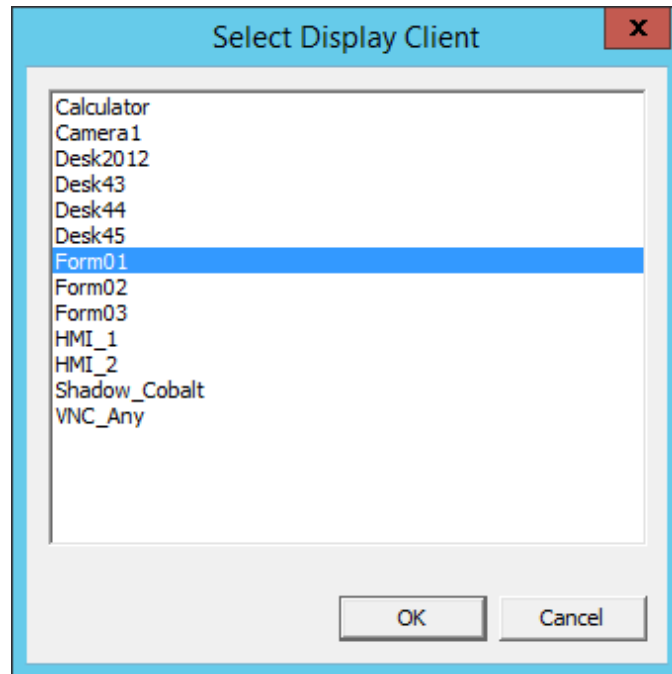 Select Display Client
x
Calculator
Camera1
Desk2012
Desk43
Desk44
Desk45
Form01
Form02
Form03
HMI_1
HMI_2
Shadow_Cobalt
VNC_Any
OK
Cancel